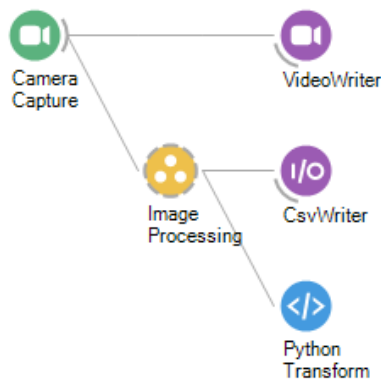 Camera
Capture
VideoWriter
I/O
Image
Processing
CsvWriter
</>
Python
Transform